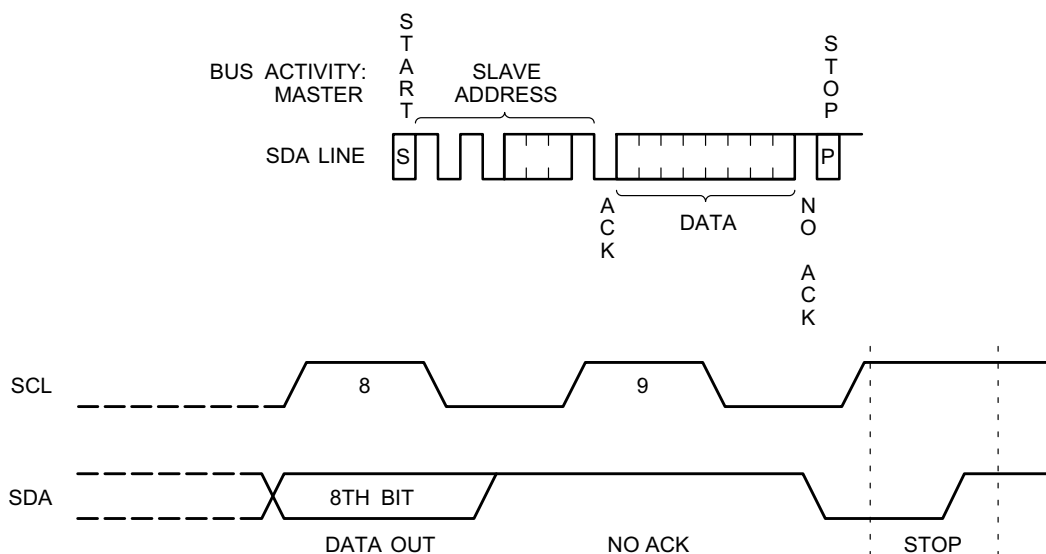 START
STOP
BUS ACTIVITY:
MASTER
SLAVE
ADDRESS
SDA LINE
S
P
ACK
DATA
NO ACK
SCL
8
9
SDA
8TH BIT
DATA OUT
NO ACK
STOP